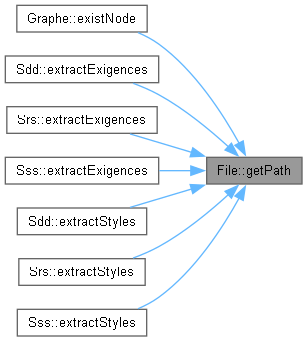 Graphe::existNode
Sdd::extractExigences
Srs::extractExigences
Sss::extractExigences
File::getPath
Sdd::extractStyles
Srs::extractStyles
Sss::extractStyles